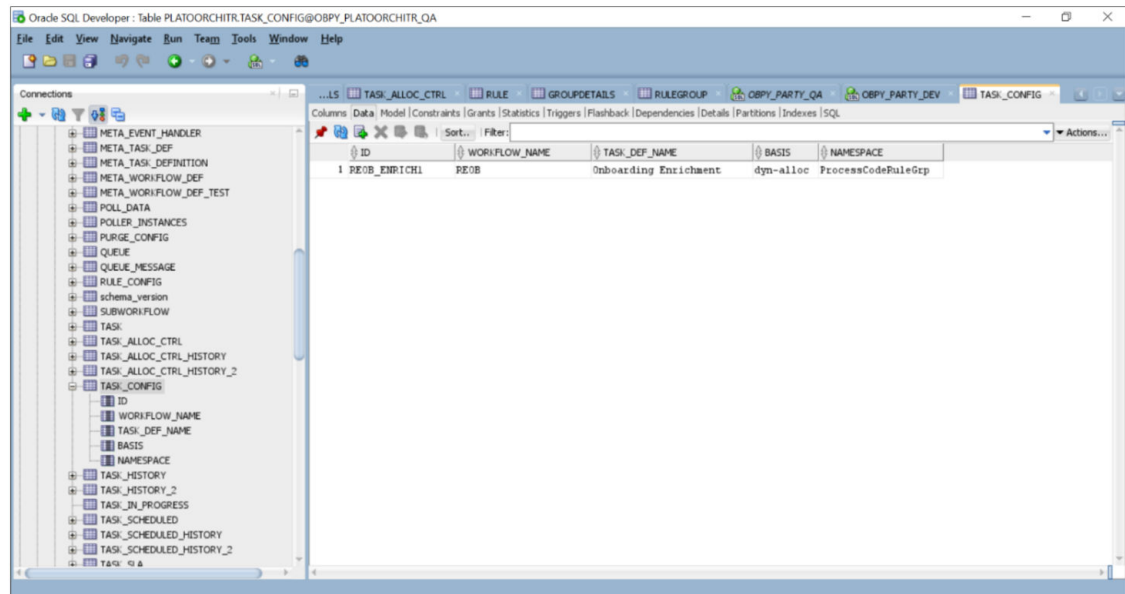 Oracle SQL Developer : Table PLATOORCHITR.TASK_CONFIG@OBPY_PLATOORCHITR_QA
File Edit View Navigate Run Team Tools Window Help
Connections
META_EVENT_HANDLER
META_TASK_DEF
META_TASK_DEFINITION
META_WORKFLOW_DEF
META_WORKFLOW_DEF_TEST
POLL_DATA
POLLER_INSTANCES
PURGE_CONFIG
QUEUE
QUEUE_MESSAGE
RULE_CONFIG
schema_version
SUBWORKFLOW
TASK
TASK_ALLOC_CTRL
TASK_ALLOC_CTRL_HISTORY
TASK_ALLOC_CTRL_HISTORY_2
TASK_CONFIG
ID
WORKFLOW_NAME
TASK_DEF_NAME
BASIS
NAMESPACE
TASK_HISTORY
TASK_HISTORY_2
TASK_IN_PROGRESS
TASK_SCHEDULED
TASK_SCHEDULED_HISTORY
TASK_SCHEDULED_HISTORY_2
TASK_SLA
...LS TASK_ALLOC_CTRL RULE GROUPDETAILS RULEGROUP OBPY_PARTY_QA OBPY_PARTY_DEV TASK_CONFIG
Columns Data Model Constraints Grants Statistics Triggers Flashback Dependencies Details Partitions Indexes SQL
Sort... Filter: Actions...
ID WORKFLOW_NAME TASK_DEF_NAME BASIS NAMESPACE
1 REOB_ENRICH1 REOB Onboarding Enrichment dyn-alloc ProcessCodeRuleGrp